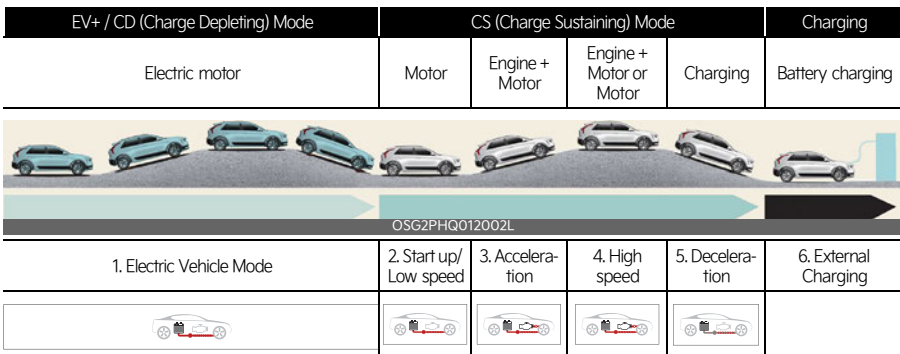 EV+ / CD (Charge Depleting) Mode
CS (Charge Sustaining) Mode
Charging
Electric motor
Motor
Engine +
Motor
Engine +
Motor or
Motor
Charging
Battery charging
OSG2PHQ012002L
1. Electric Vehicle Mode
2. Start up/
Low speed
3. Accelera-
tion
4. High
speed
5. Decelera-
tion
6. External
Charging